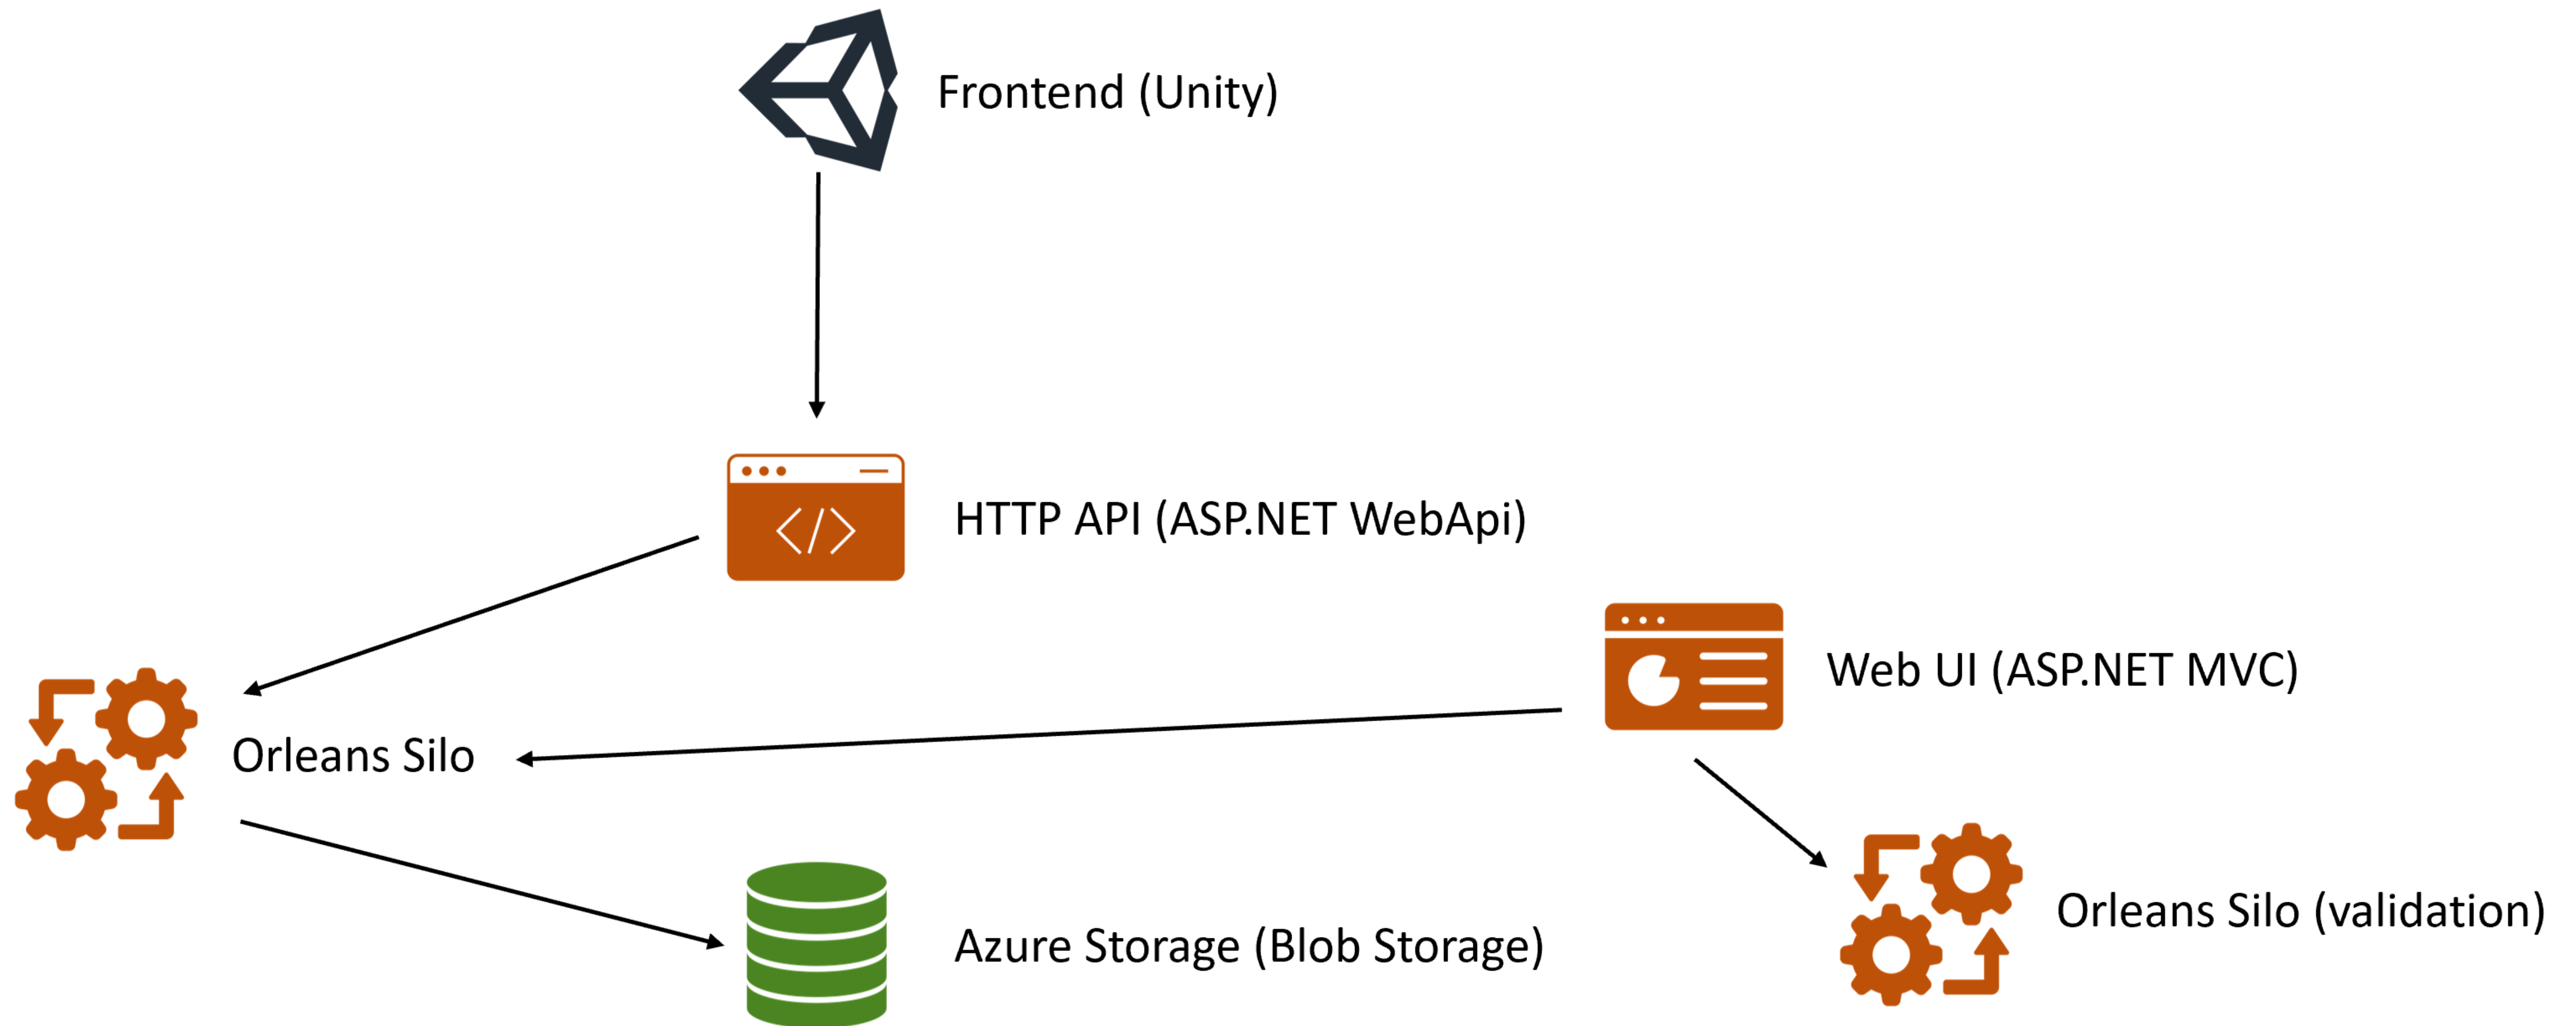 Frontend (Unity)
HTTP API (ASP.NET WebApi)
Web UI (ASP.NET MVC)
Orleans Silo
Orleans Silo (validation)
Azure Storage (Blob Storage)